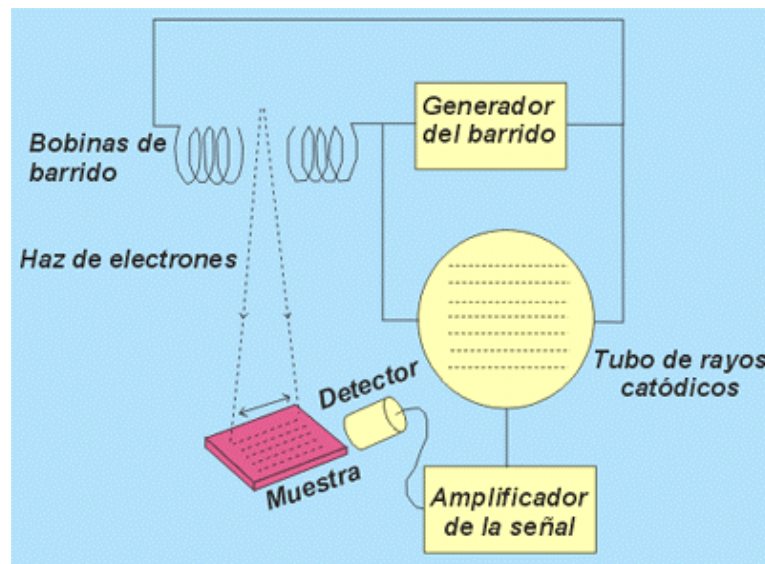 Generador
del barrido
Bobinas de
barrido
Haz de electrones
Tubo de rayos
catódicos
Detector
Muestra
Amplificador
de la señal